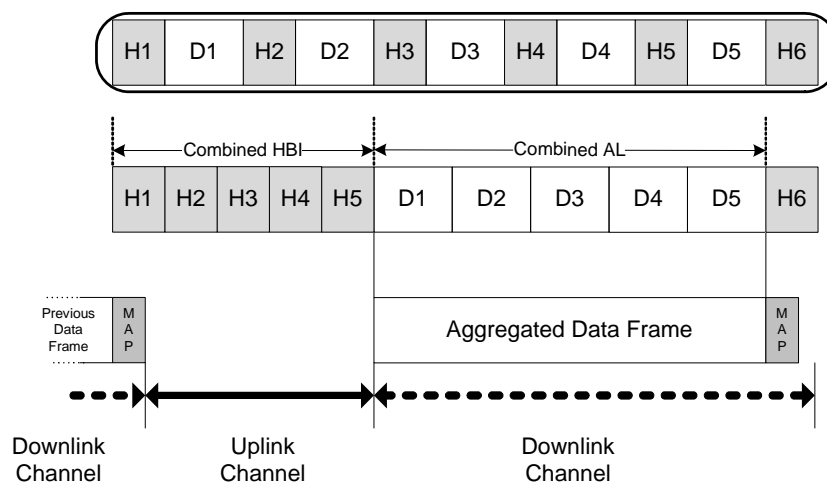 H1 D1 H2 D2 H3 D3 H4 D4 H5 D5 H6
Combined HBI Combined AL
H1 H2 H3 H4 H5 D1 D2 D3 D4 D5 H6
Previous
Data
Frame
M
A
P
Aggregated Data Frame
M
A
P
Downlink
Channel
Uplink
Channel
Downlink
Channel